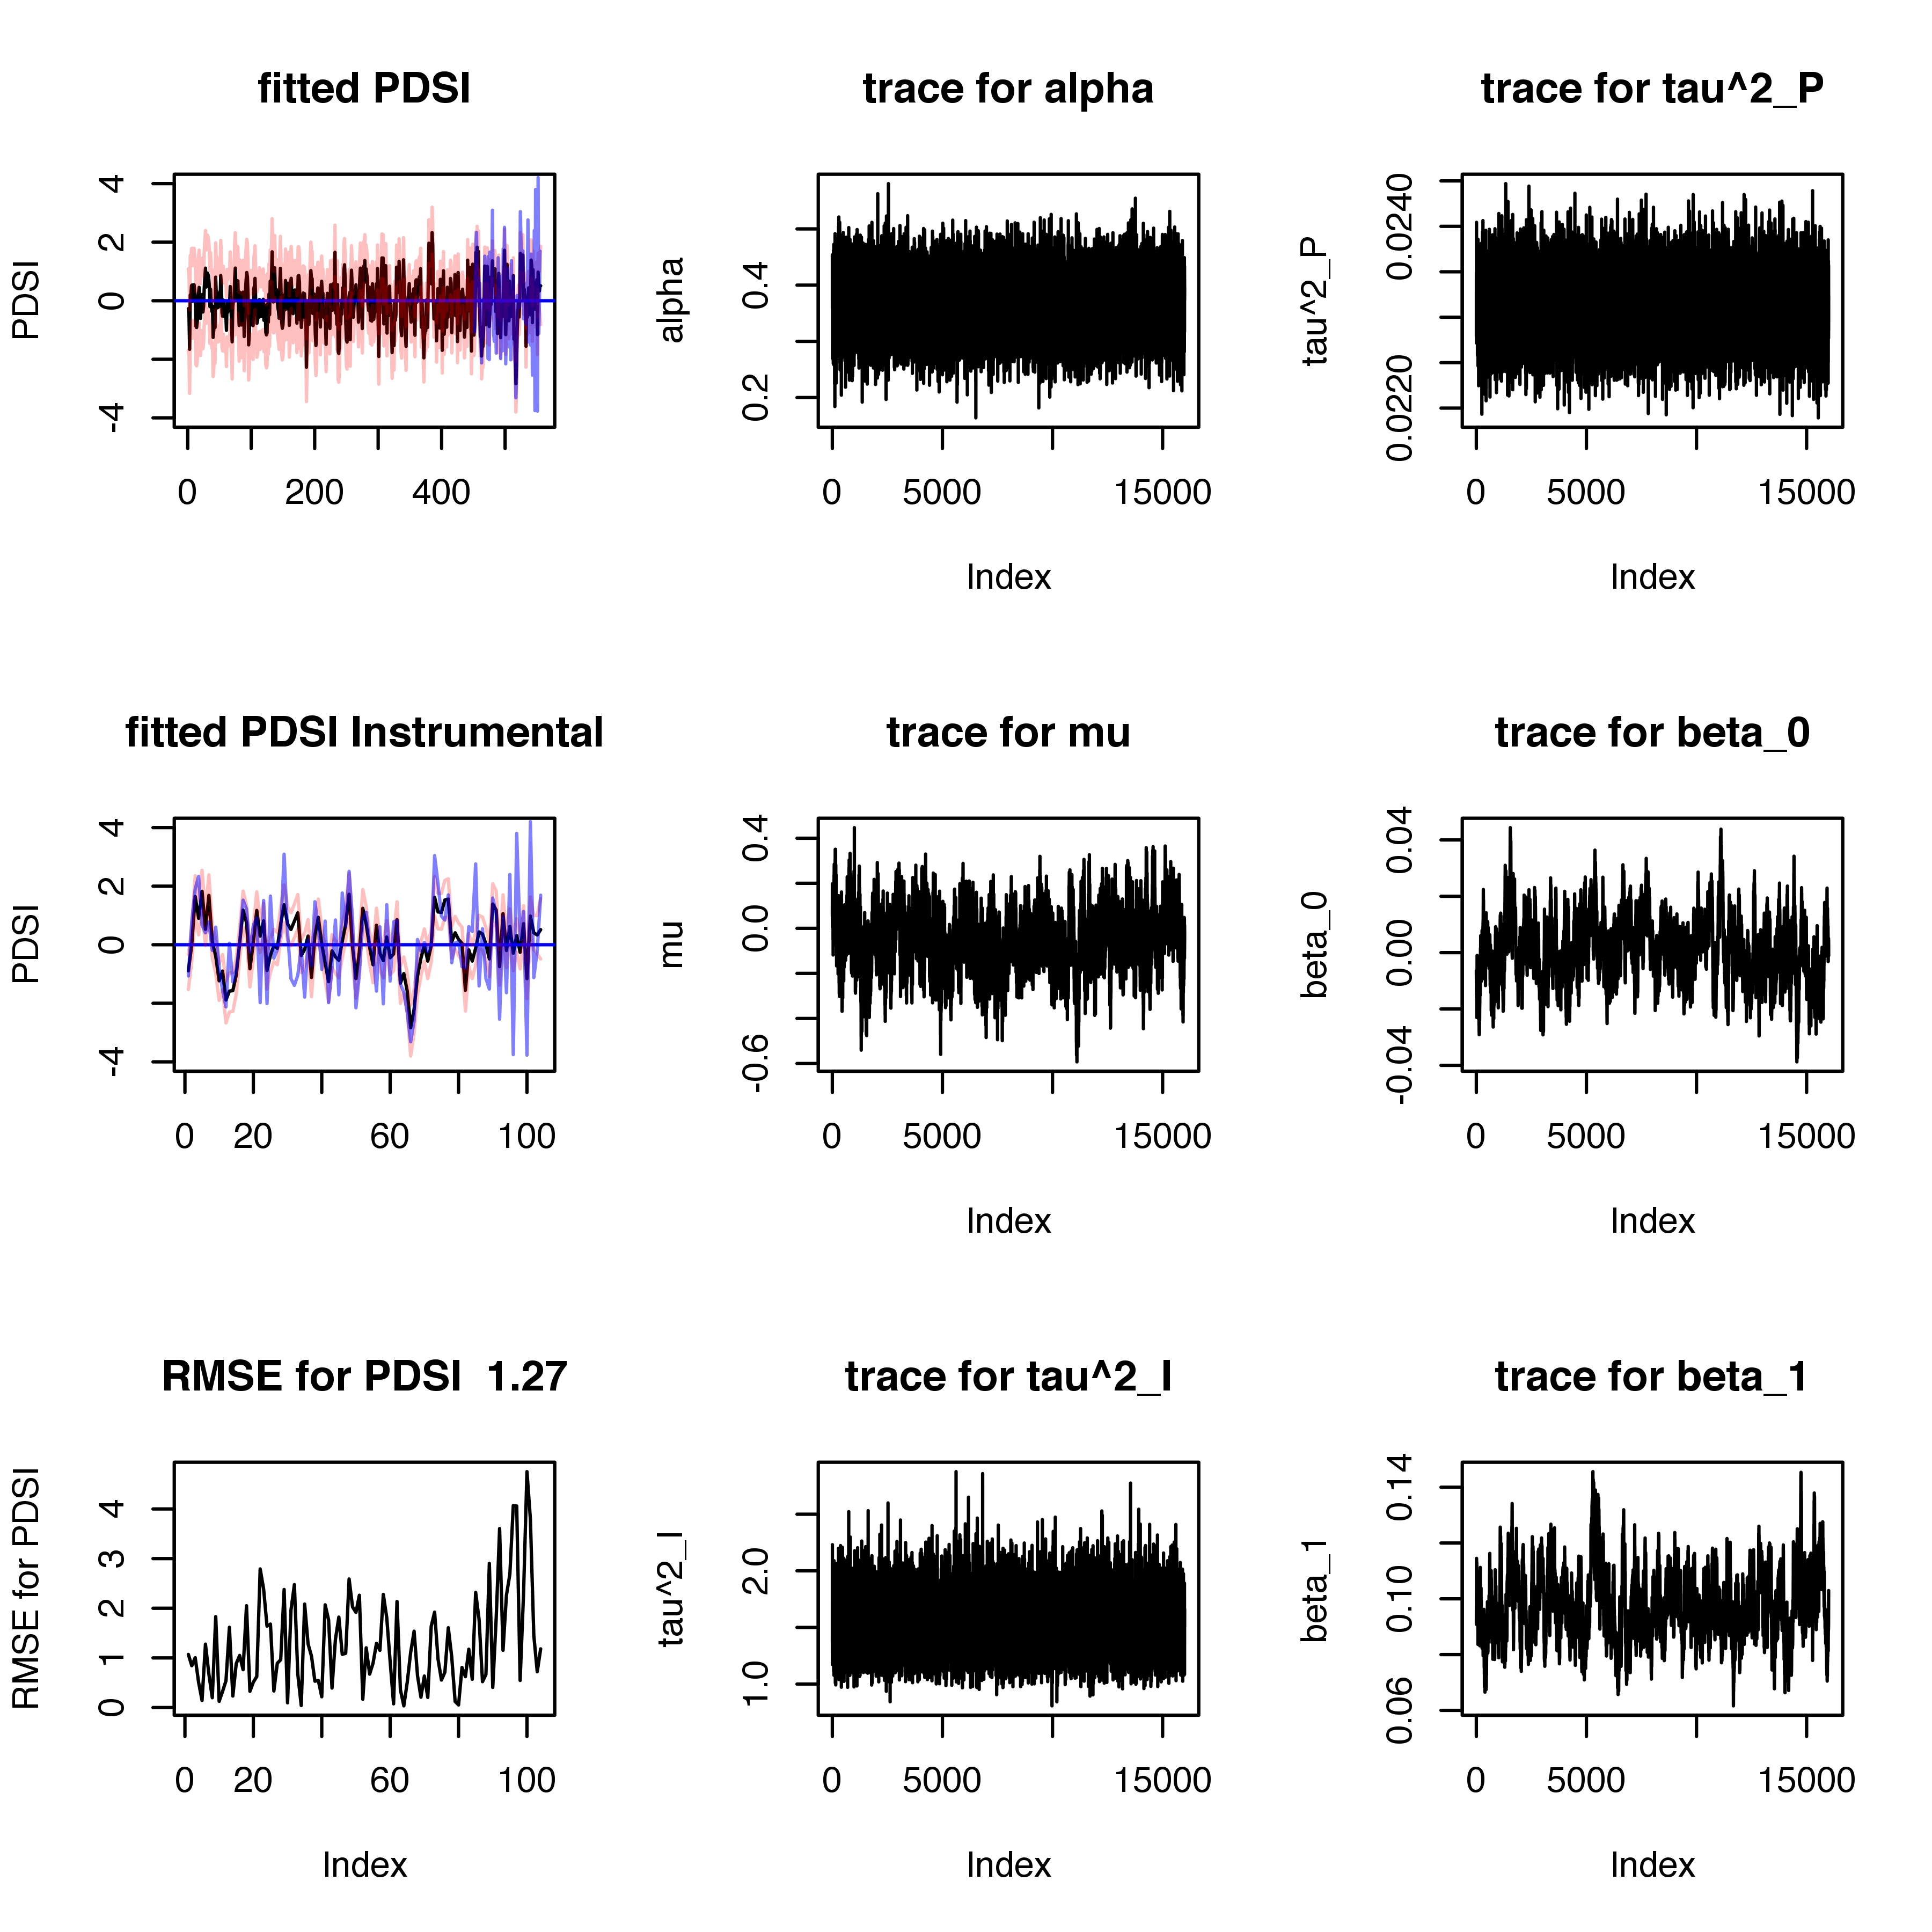 fitted PDSI
PDSI
4
2
0
-4
0 200 400
trace for alpha
alpha
0.4
0.2
0 5000 15000
Index
trace for tau^2_P
tau^2_P
0.0240
0.0220
0 5000 15000
Index
fitted PDSI Instrumental
PDSI
4
2
0
-4
0 20 60 100
trace for mu
mu
0.4
0.0
-0.6
0 5000 15000
Index
trace for beta_0
beta_0
0.04
0.00
-0.04
0 5000 15000
Index
RMSE for PDSI 1.27
RMSE for PDSI
4
3
2
1
0
0 20 60 100
Index
trace for tau^2_I
tau^2_I
2.0
1.0
0 5000 15000
Index
trace for beta_1
beta_1
0.14
0.10
0.06
0 5000 15000
Index